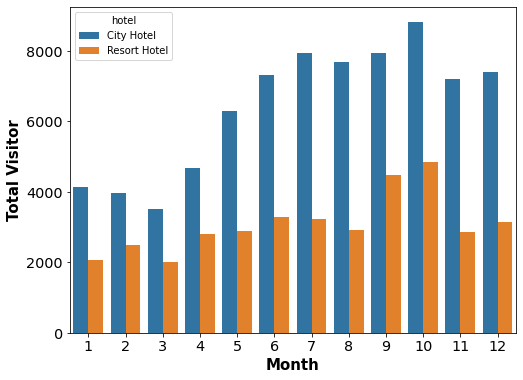 hotel
City Hotel
Resort Hotel
8000
6000
4000
2000
0
Total Visitor
1 2 3 4 5 6 7 8 9 10 11 12
Month